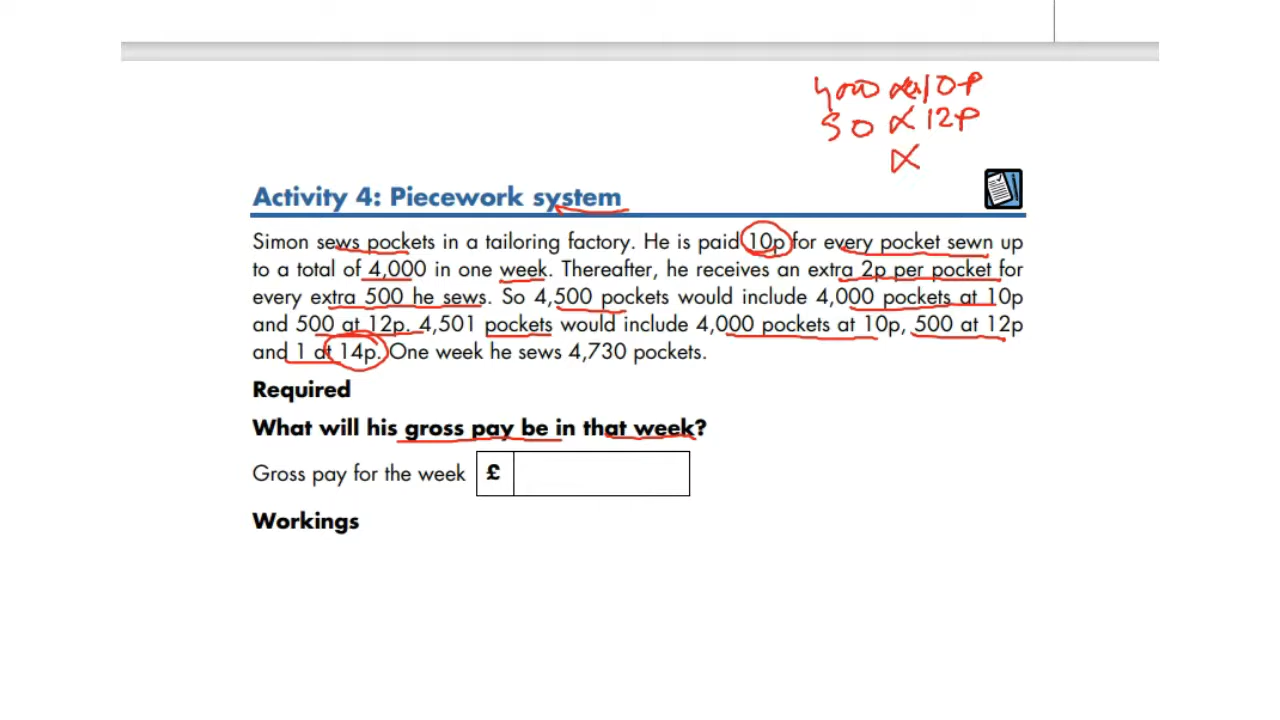 4000 × 10P
50 × 12P
×
Activity 4: Piecework system
Simon sews pockets in a tailoring factory. He is paid 10p for every pocket sewn up
to a total of 4,000 in one week. Thereafter, he receives an extra 2p per pocket for
every extra 500 he sews. So 4,500 pockets would include 4,000 pockets at 10p
and 500 at 12p. 4,501 pockets would include 4,000 pockets at 10p, 500 at 12p
and 1 at 14p. One week he sews 4,730 pockets.
Required
What will his gross pay be in that week?
Gross pay for the week £
Workings